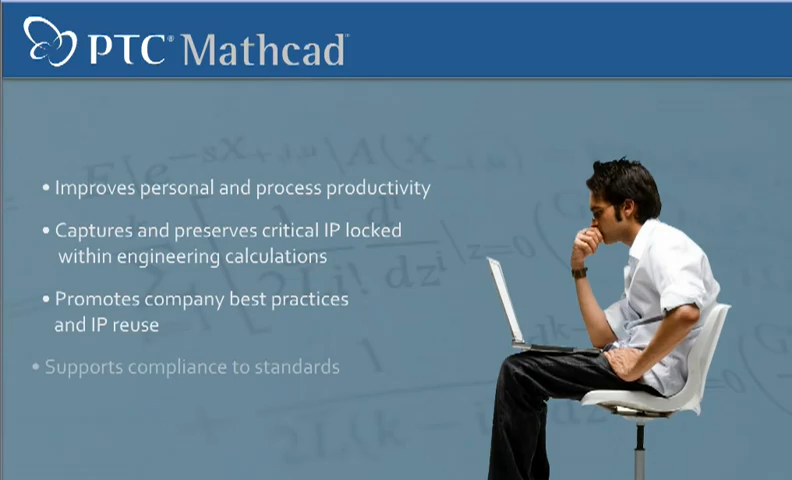 PTC® Mathcad
• Improves personal and process productivity
• Captures and preserves critical IP locked
within engineering calculations
• Promotes company best practices
and IP reuse
• Supports compliance to standards